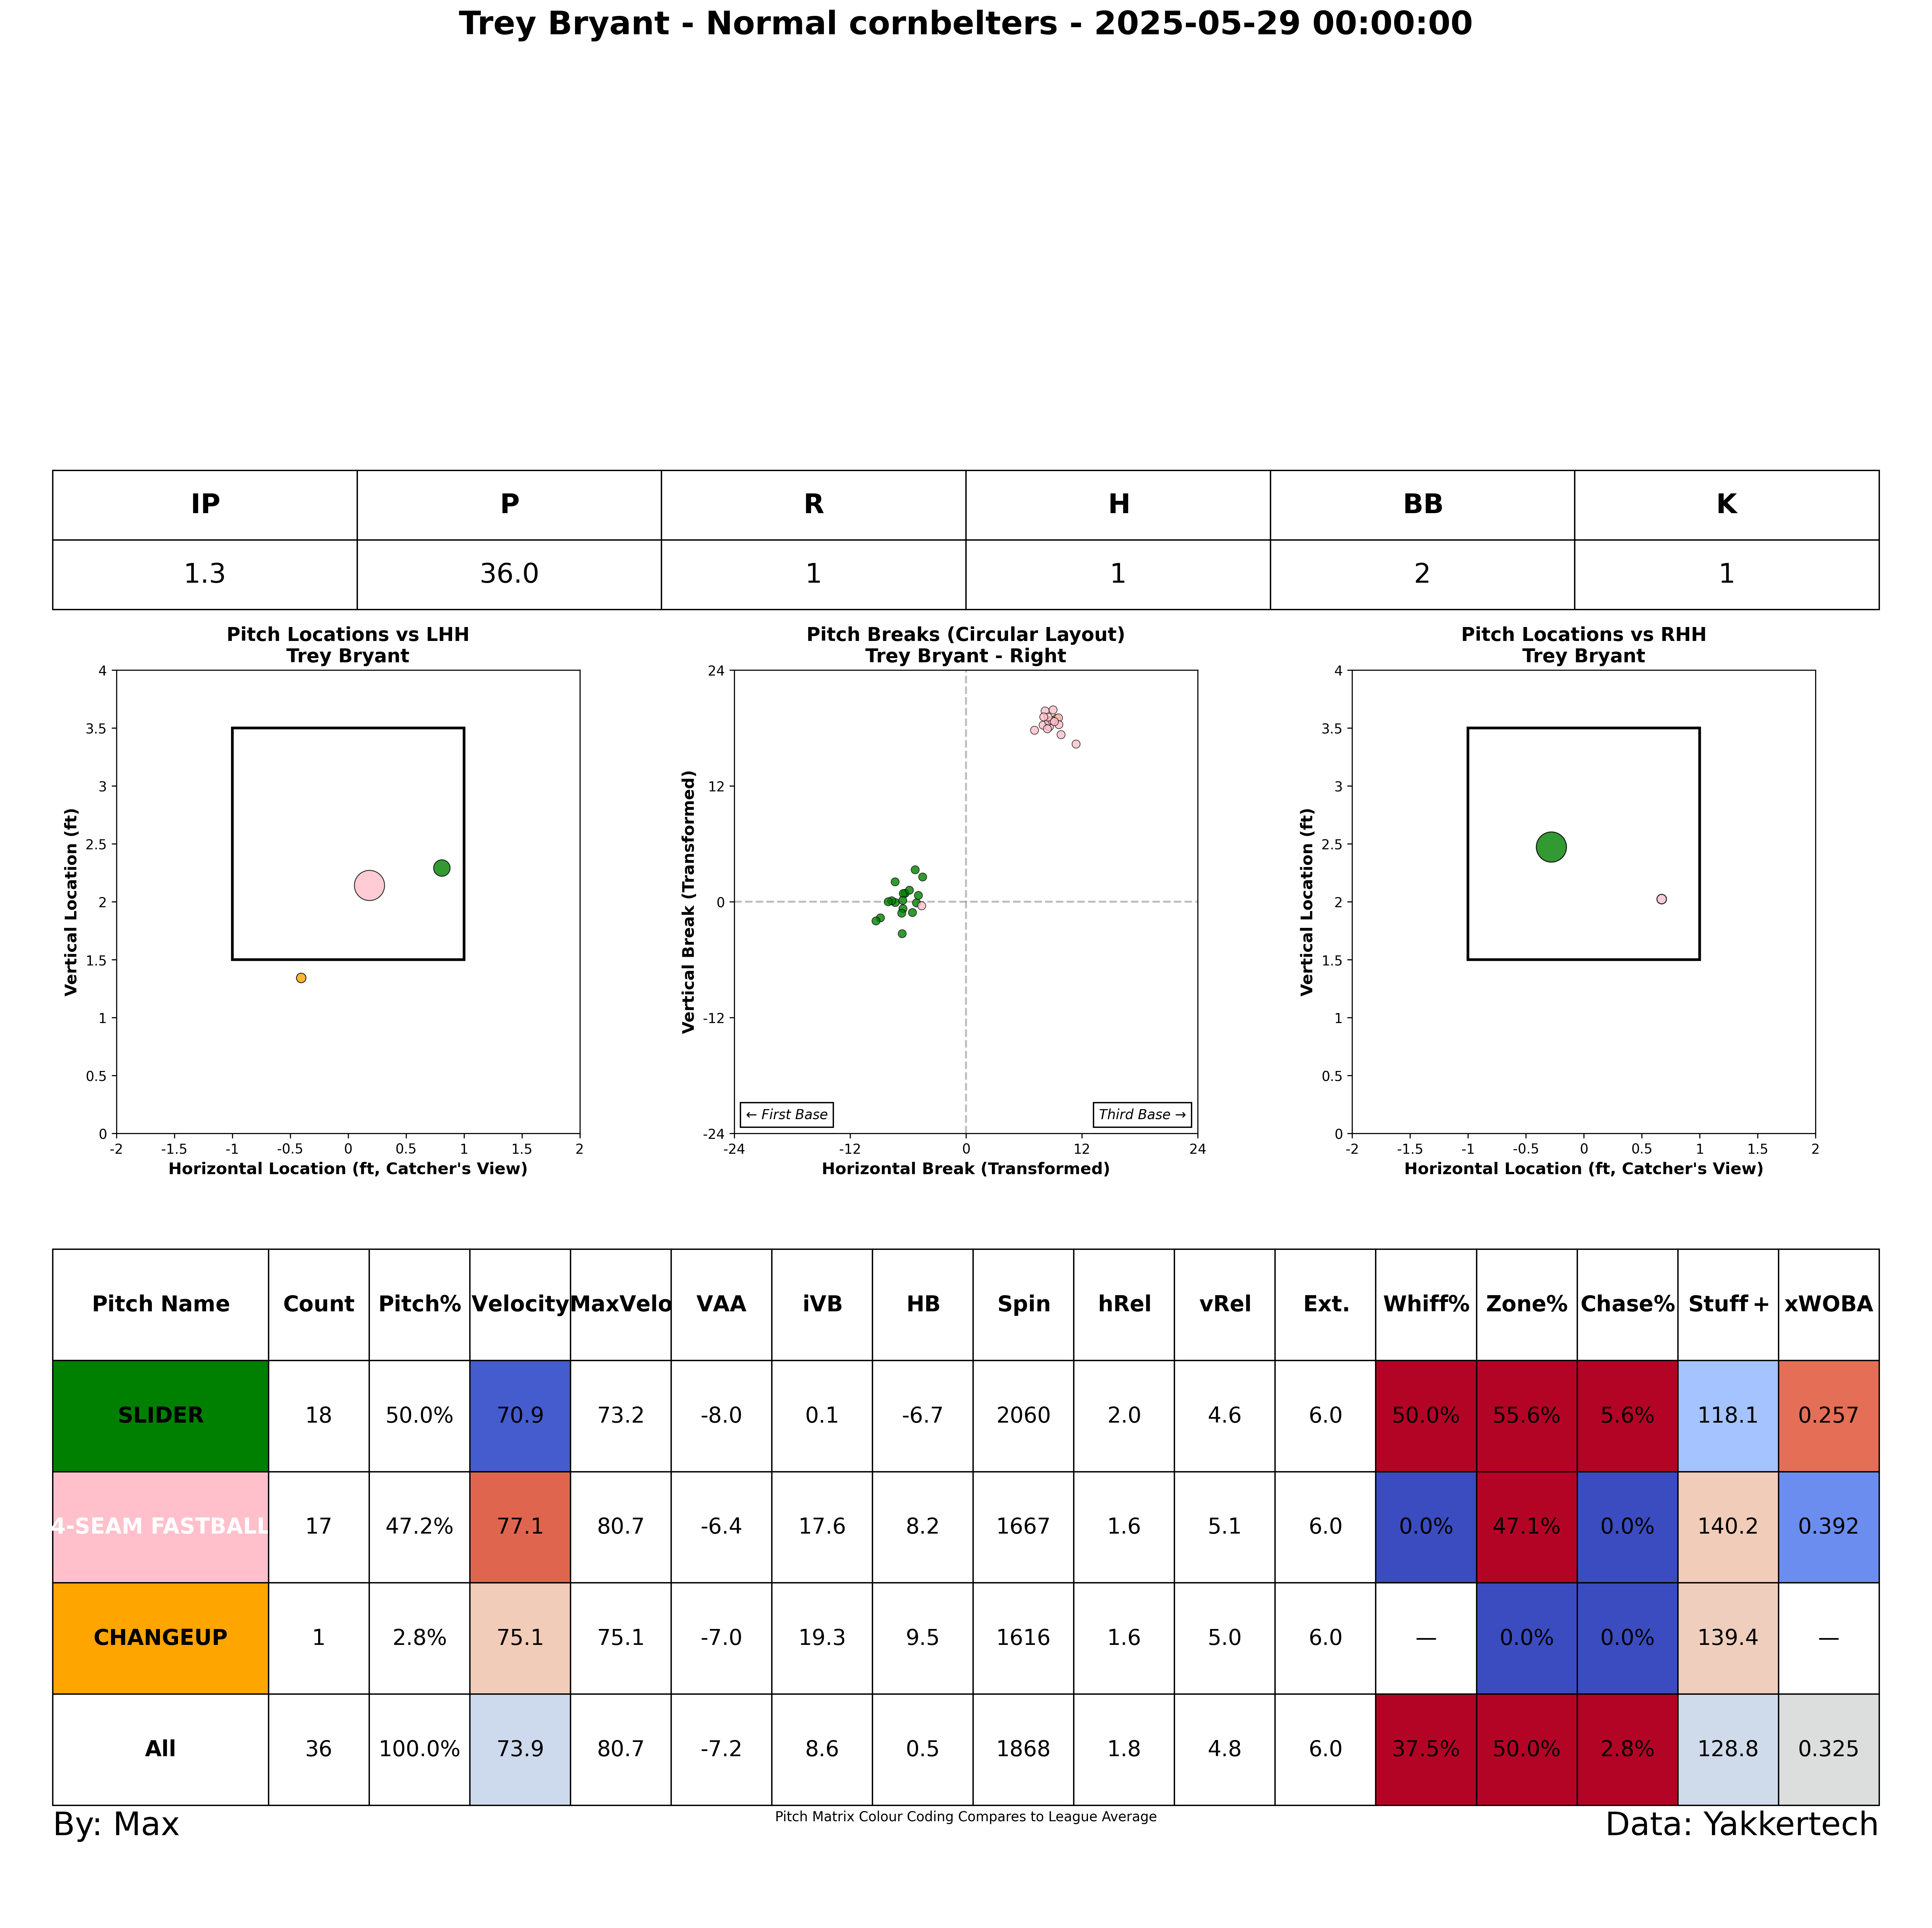 Trey Bryant - Normal cornbelters - 2025-05-29 00:00:00
IP P R H BB K
1.3 36.0 1 1 2 1
Pitch Locations vs LHH
Trey Bryant
4
3.5
3
2.5
2
1.5
1
0.5
0
-2 -1.5 -1 -0.5 0 0.5 1 1.5 2
Vertical Location (ft)
Horizontal Location (ft, Catcher's View)
Pitch Breaks (Circular Layout)
Trey Bryant - Right
24
12
0
-12
-24
-24 -12 0 12 24
Vertical Break (Transformed)
← First Base
Third Base →
Horizontal Break (Transformed)
Pitch Locations vs RHH
Trey Bryant
4
3.5
3
2.5
2
1.5
1
0.5
0
-2 -1.5 -1 -0.5 0 0.5 1 1.5 2
Vertical Location (ft)
Horizontal Location (ft, Catcher's View)
Pitch Name Count Pitch% Velocity MaxVelo VAA iVB HB Spin hRel vRel Ext. Whiff% Zone% Chase% Stuff+ xWOBA
SLIDER 18 50.0% 70.9 73.2 -8.0 0.1 -6.7 2060 2.0 4.6 6.0 50.0% 55.6% 5.6% 118.1 0.257
4-SEAM FASTBALL 17 47.2% 77.1 80.7 -6.4 17.6 8.2 1667 1.6 5.1 6.0 0.0% 47.1% 0.0% 140.2 0.392
CHANGEUP 1 2.8% 75.1 75.1 -7.0 19.3 9.5 1616 1.6 5.0 6.0 — 0.0% 0.0% 139.4 —
All 36 100.0% 73.9 80.7 -7.2 8.6 0.5 1868 1.8 4.8 6.0 37.5% 50.0% 2.8% 128.8 0.325
By: Max
Pitch Matrix Colour Coding Compares to League Average
Data: Yakkertech